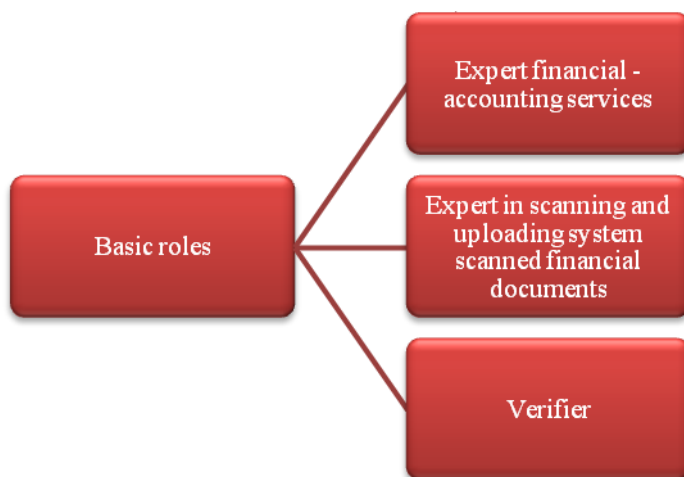 Expert financial -
accounting services
Basic roles
Expert in scanning and
uploading system
scanned financial
documents
Verifier